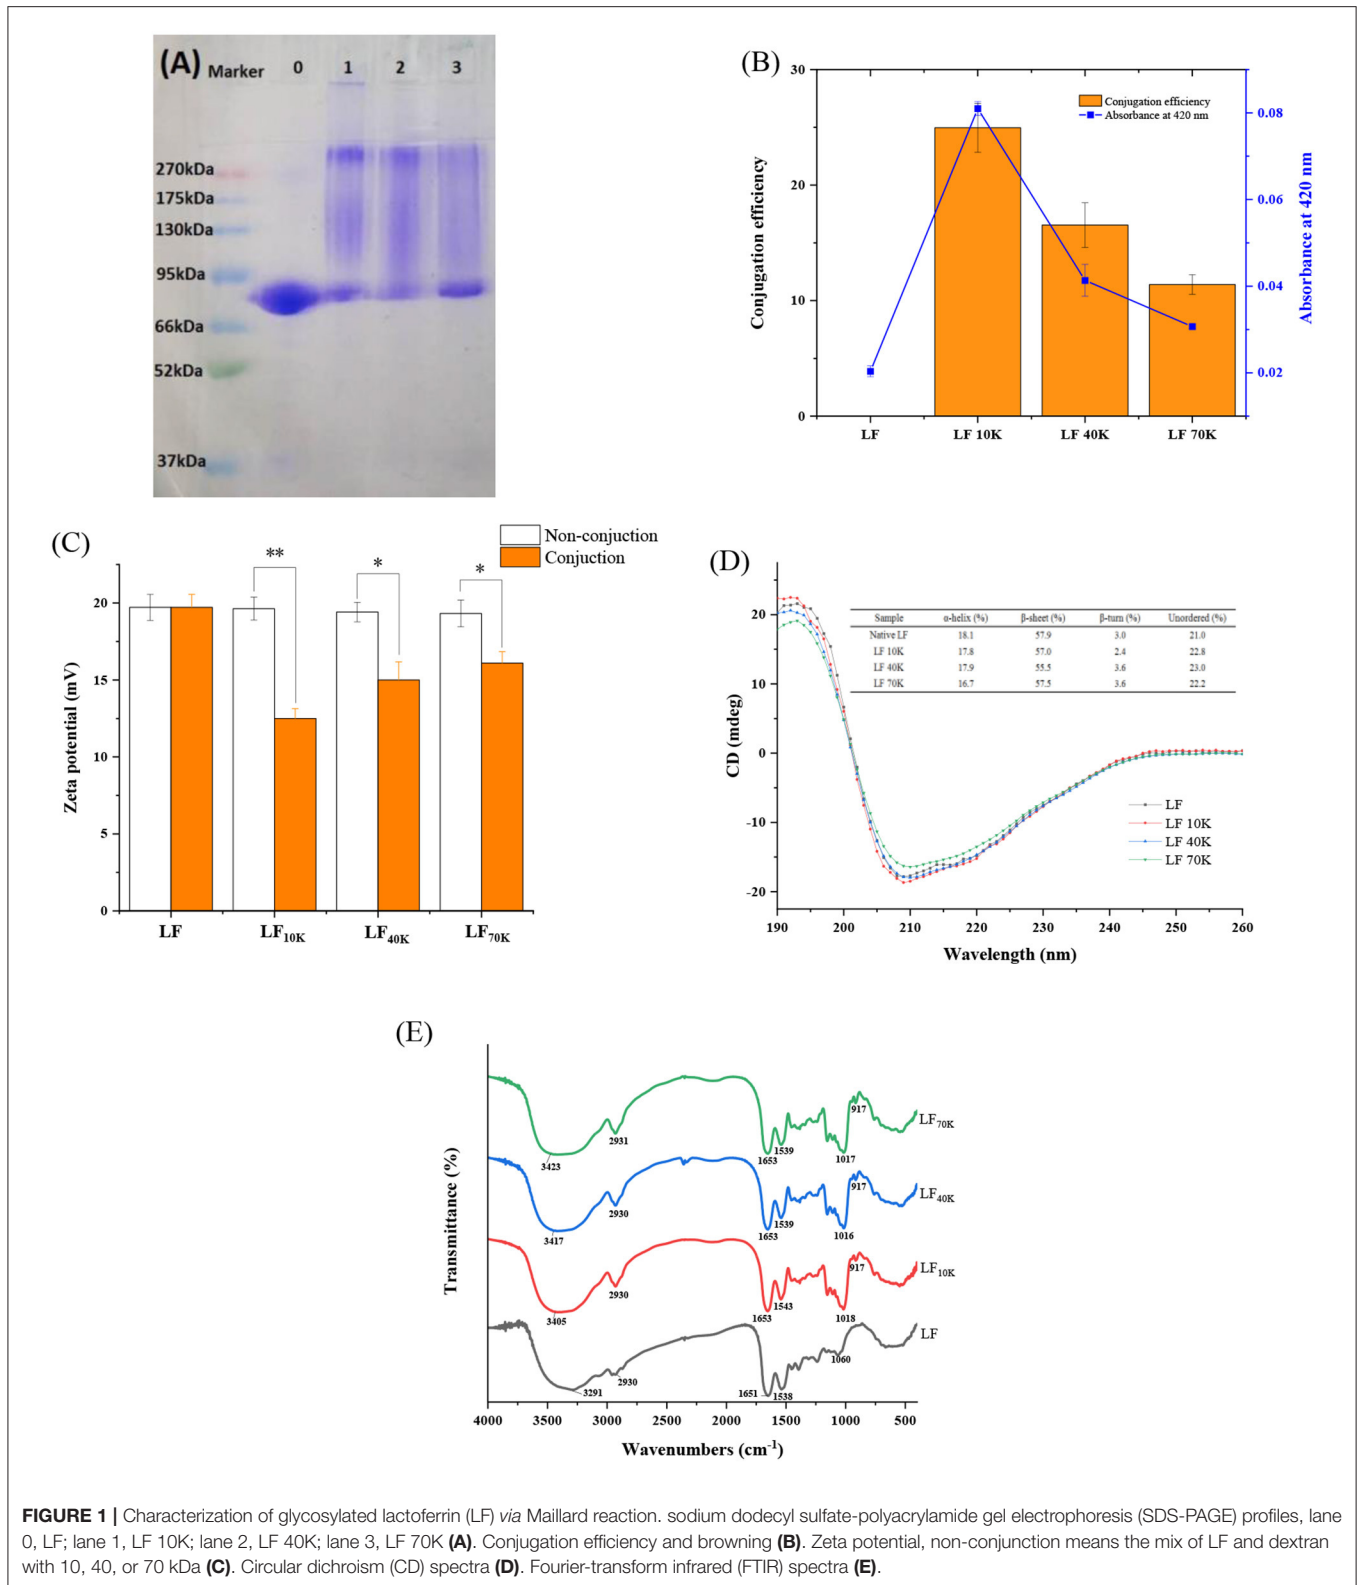 (A)
Marker 0 1 2 3
270kDa
175kDa
130kDa
95kDa
66kDa
52kDa
37kDa
(B)
30
20
10
0
Conjugation efficiency
Conjugation efficiency
Absorbance at 420 nm
0.08
0.06
0.04
0.02
Absorbance at 420 nm
LF LF 10K LF 40K LF 70K
(C)
Non-conjuction
Conjuction
** * *
20
15
10
5
0
Zeta potential (mV)
LF LF10K LF40K LF70K
(D)
20
10
0
-10
-20
CD (mdeg)
Sample α-helix (%) β-sheet (%) β-turn (%) Unordered (%)
Native LF 18.1 57.9 3.0 21.0
LF 10K 17.8 57.0 2.4 22.8
LF 40K 17.9 55.5 3.6 23.0
LF 70K 16.7 57.5 3.6 22.2
LF
LF 10K
LF 40K
LF 70K
190 200 210 220 230 240 250 260
Wavelength (nm)
(E)
Transmittance (%)
3423 2931 1653 1539 1017 917 LF70K
3417 2930 1653 1539 1016 917 LF40K
3405 2930 1653 1543 1018 917 LF10K
3291 2930 1651 1538 1060 LF
4000 3500 3000 2500 2000 1500 1000 500
Wavenumbers (cm-1)
FIGURE 1 | Characterization of glycosylated lactoferrin (LF) via Maillard reaction. sodium dodecyl sulfate-polyacrylamide gel electrophoresis (SDS-PAGE) profiles, lane
0, LF; lane 1, LF 10K; lane 2, LF 40K; lane 3, LF 70K (A). Conjugation efficiency and browning (B). Zeta potential, non-conjunction means the mix of LF and dextran
with 10, 40, or 70 kDa (C). Circular dichroism (CD) spectra (D). Fourier-transform infrared (FTIR) spectra (E).